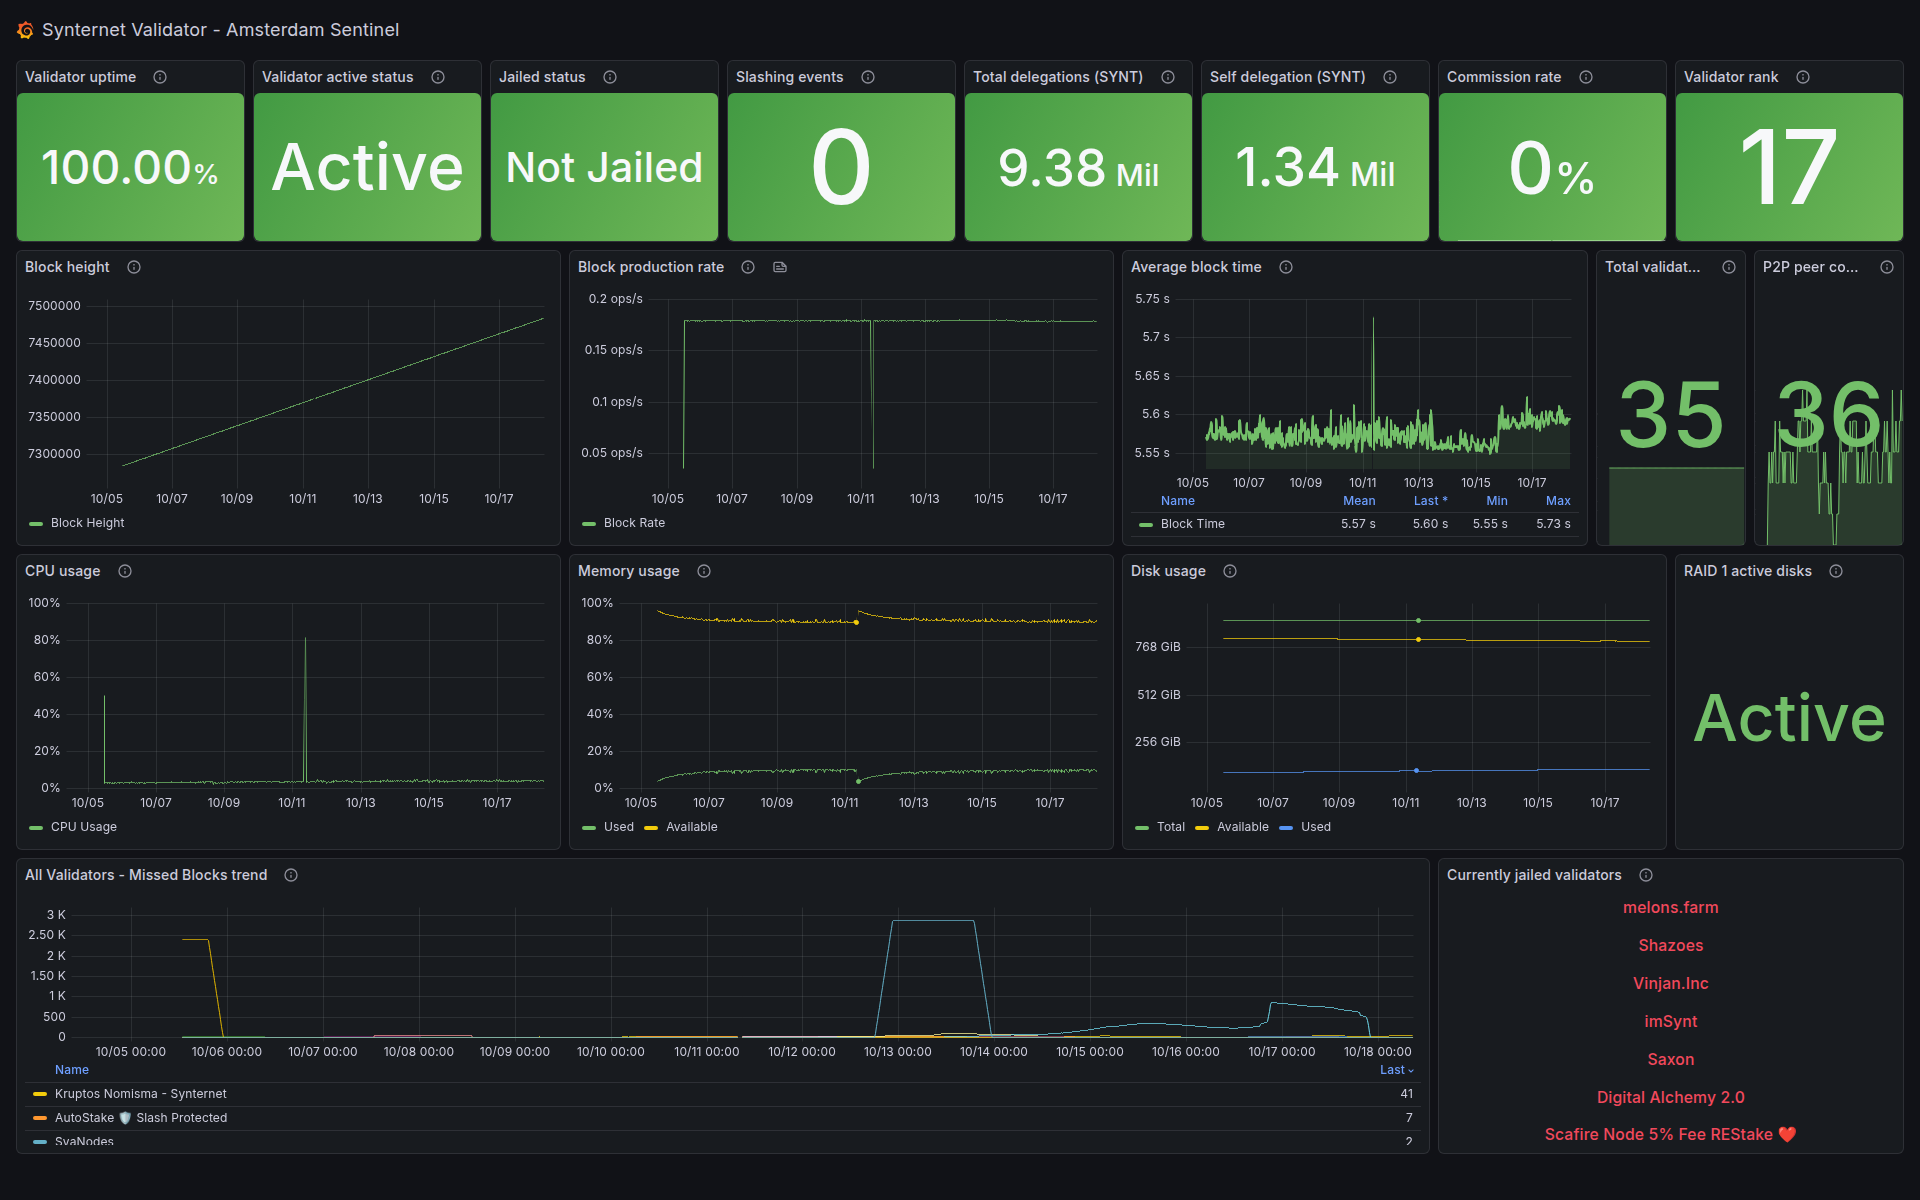 Synternet Validator - Amsterdam Sentinel
Validator uptime
Validator active status
Jailed status
Slashing events
Total delegations (SYNT)
Self delegation (SYNT)
Commission rate
Validator rank
100.00%
Active
Not Jailed
0
9.38 Mil
1.34 Mil
0%
17
Block height
7500000
7450000
7400000
7350000
7300000
10/05 10/07 10/09 10/11 10/13 10/15 10/17
Block Height
Block production rate
0.2 ops/s
0.15 ops/s
0.1 ops/s
0.05 ops/s
10/05 10/07 10/09 10/11 10/13 10/15 10/17
Block Rate
Average block time
5.75 s
5.7 s
5.65 s
5.6 s
5.55 s
10/05 10/07 10/09 10/11 10/13 10/15 10/17
Name Mean Last * Min Max
Block Time 5.57 s 5.60 s 5.55 s 5.73 s
Total validat...
35
P2P peer co...
36
CPU usage
100%
80%
60%
40%
20%
0%
10/05 10/07 10/09 10/11 10/13 10/15 10/17
CPU Usage
Memory usage
100%
80%
60%
40%
20%
0%
10/05 10/07 10/09 10/11 10/13 10/15 10/17
Used Available
Disk usage
768 GiB
512 GiB
256 GiB
10/05 10/07 10/09 10/11 10/13 10/15 10/17
Total Available Used
RAID 1 active disks
Active
All Validators - Missed Blocks trend
3 K
2.50 K
2 K
1.50 K
1 K
500
0
10/05 00:00 10/06 00:00 10/07 00:00 10/08 00:00 10/09 00:00 10/10 00:00 10/11 00:00 10/12 00:00 10/13 00:00 10/14 00:00 10/15 00:00 10/16 00:00 10/17 00:00 10/18 00:00
Name Last
Kruptos Nomisma - Synternet 41
AutoStake 🛡️ Slash Protected 7
SvaNodes 2
Currently jailed validators
melons.farm
Shazoes
Vinjan.Inc
imSynt
Saxon
Digital Alchemy 2.0
Scafire Node 5% Fee REStake ❤️